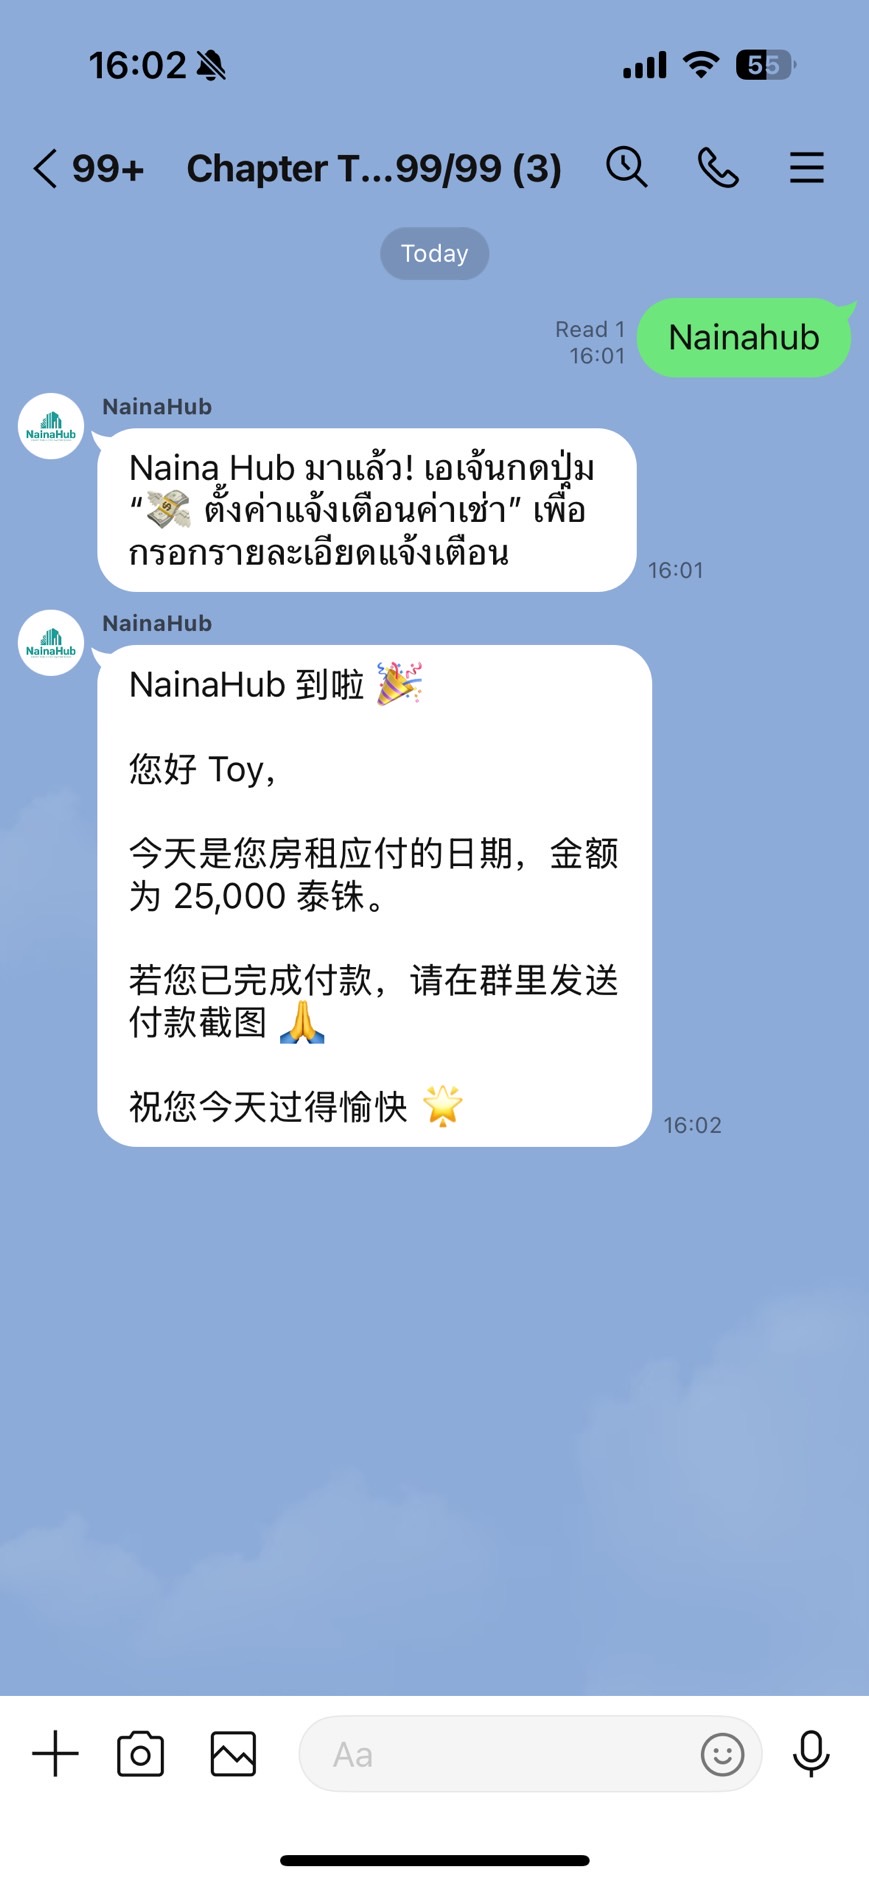 16:02
55
99+ Chapter T...99/99 (3)
Today
Read 1
16:01
Nainahub
NainaHub
NainaHub
Naina Hub มาแล้ว! เอเจ้นกดปุ่ม
“💸 ตั้งค่าแจ้งเตือนค่าเช่า” เพื่อ
กรอกรายละเอียดแจ้งเตือน
16:01
NainaHub
NainaHub
NainaHub 到啦 🎉
您好 Toy，
今天是您房租应付的日期，金额
为 25,000 泰铢。
若您已完成付款，请在群里发送
付款截图 🙏
祝您今天过得愉快 🌟
16:02
Aa